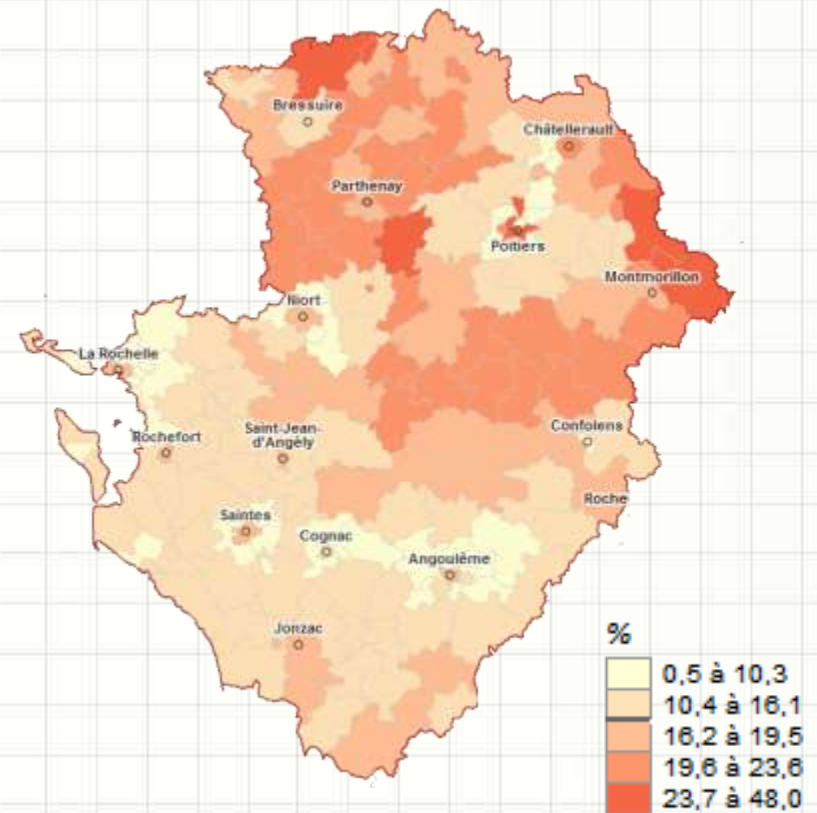 Bressuire
Châtellerault
Parthenay
Poitiers
Montmorillon
Niort
La Rochelle
Rochefort
Saint-Jean-
d'Angély
Confolens
Roche
Saintes
Cognac
Angoulême
Jonzac
%
0,5 à 10,3
10,4 à 16,1
16,2 à 19,5
19,6 à 23,6
23,7 à 48,0